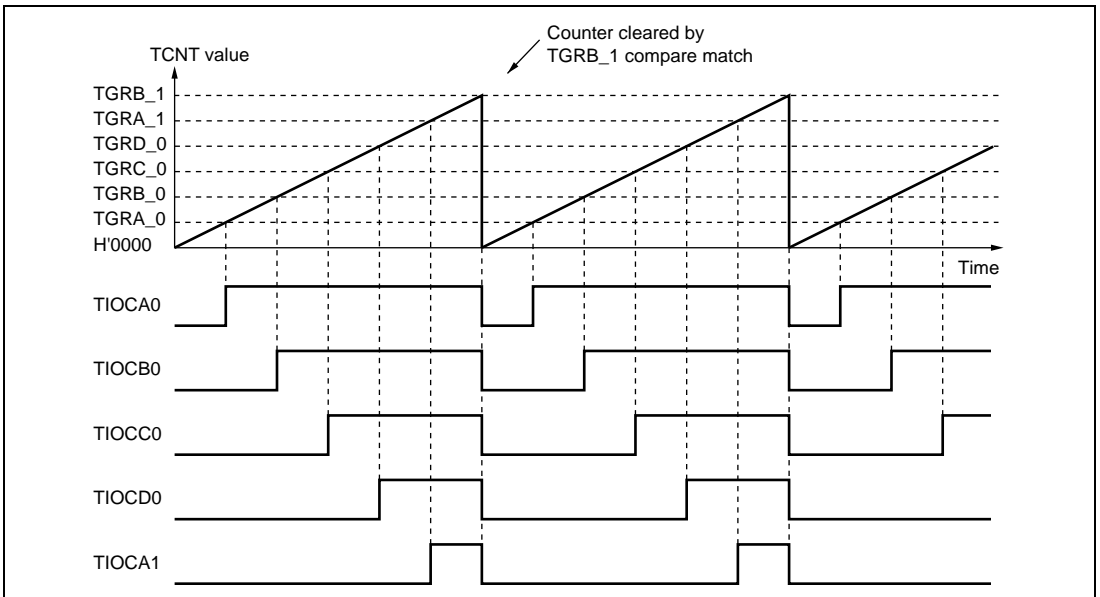 Counter cleared by
TGRB_1 compare match
TCNT value
TGRB_1
TGRA_1
TGRD_0
TGRC_0
TGRB_0
TGRA_0
H'0000
Time
TIOCA0
TIOCB0
TIOCC0
TIOCD0
TIOCA1